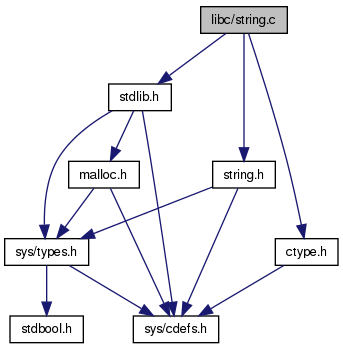 libc/string.c
stdlib.h
malloc.h
string.h
sys/types.h
ctype.h
stdbool.h
sys/cdefs.h